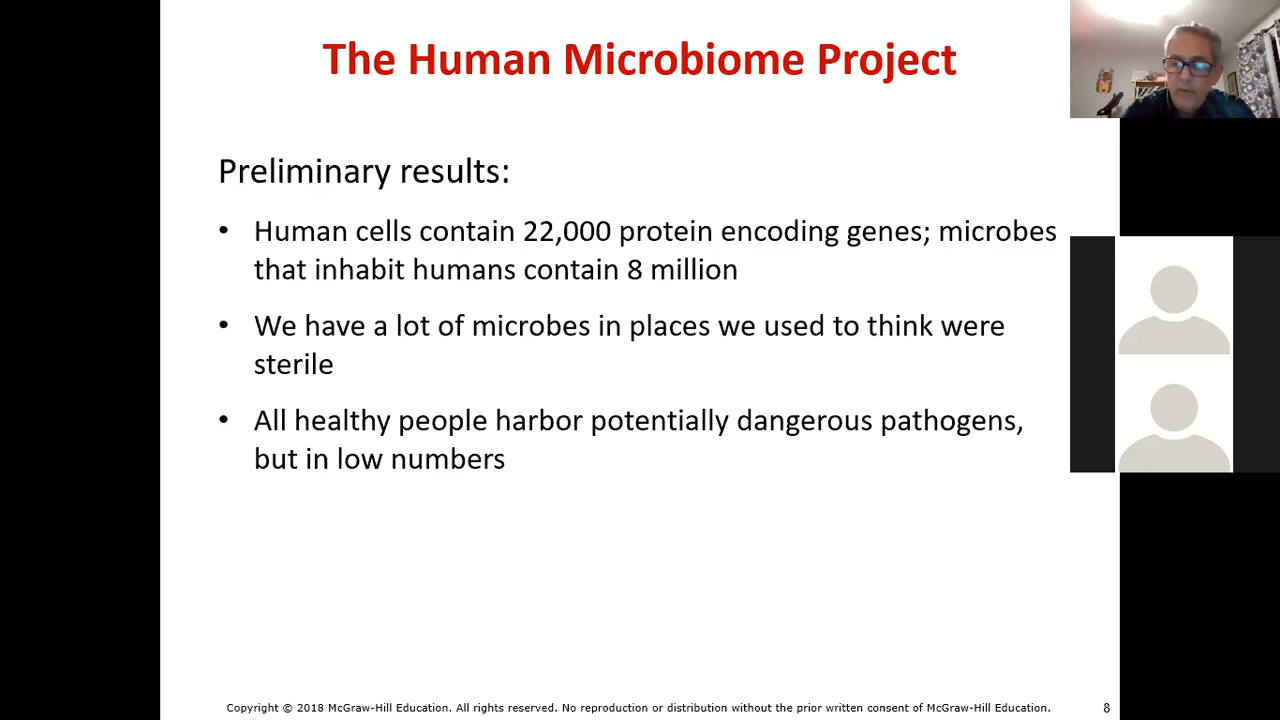 The Human Microbiome Project
Preliminary results:
• Human cells contain 22,000 protein encoding genes; microbes
that inhabit humans contain 8 million
• We have a lot of microbes in places we used to think were
sterile
• All healthy people harbor potentially dangerous pathogens,
but in low numbers
Copyright © 2018 McGraw-Hill Education. All rights reserved. No reproduction or distribution without the prior written consent of McGraw-Hill Education.
8